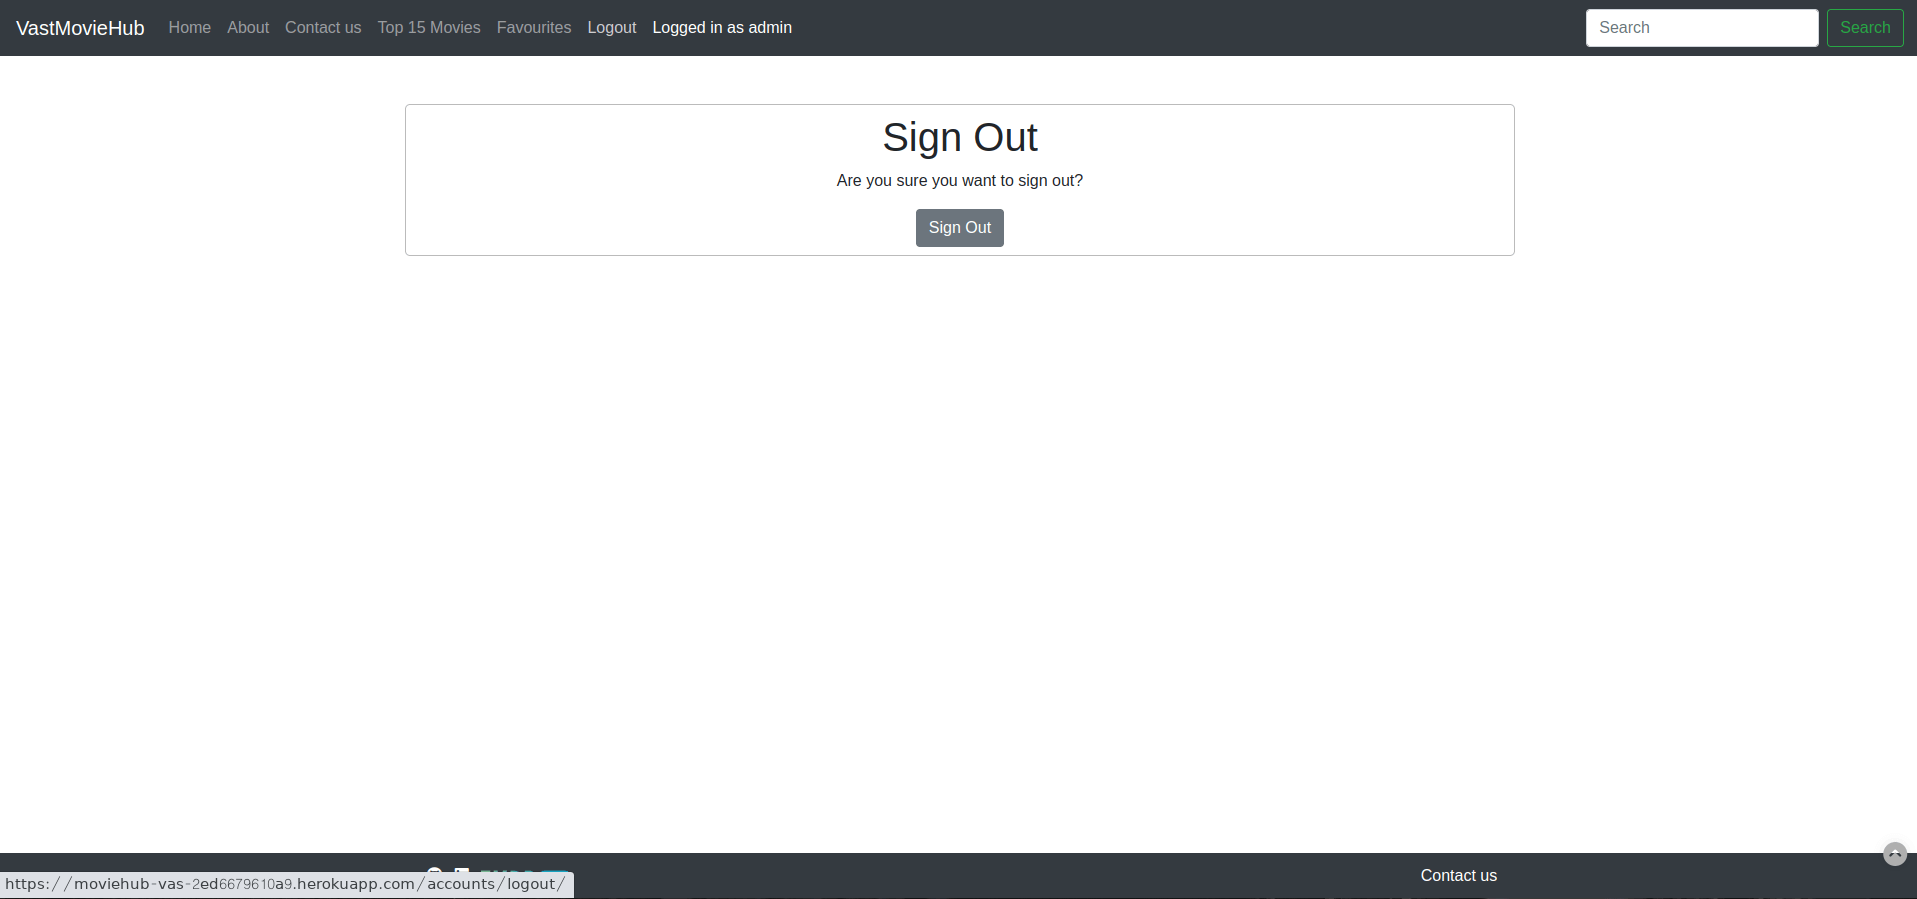 VastMovieHub Home About Contact us Top 15 Movies Favourites Logout Logged in as admin Search Search
Sign Out
Are you sure you want to sign out?
Sign Out
Contact us
https://moviehub-vas-2ed6679610a9.herokuapp.com/accounts/logout/